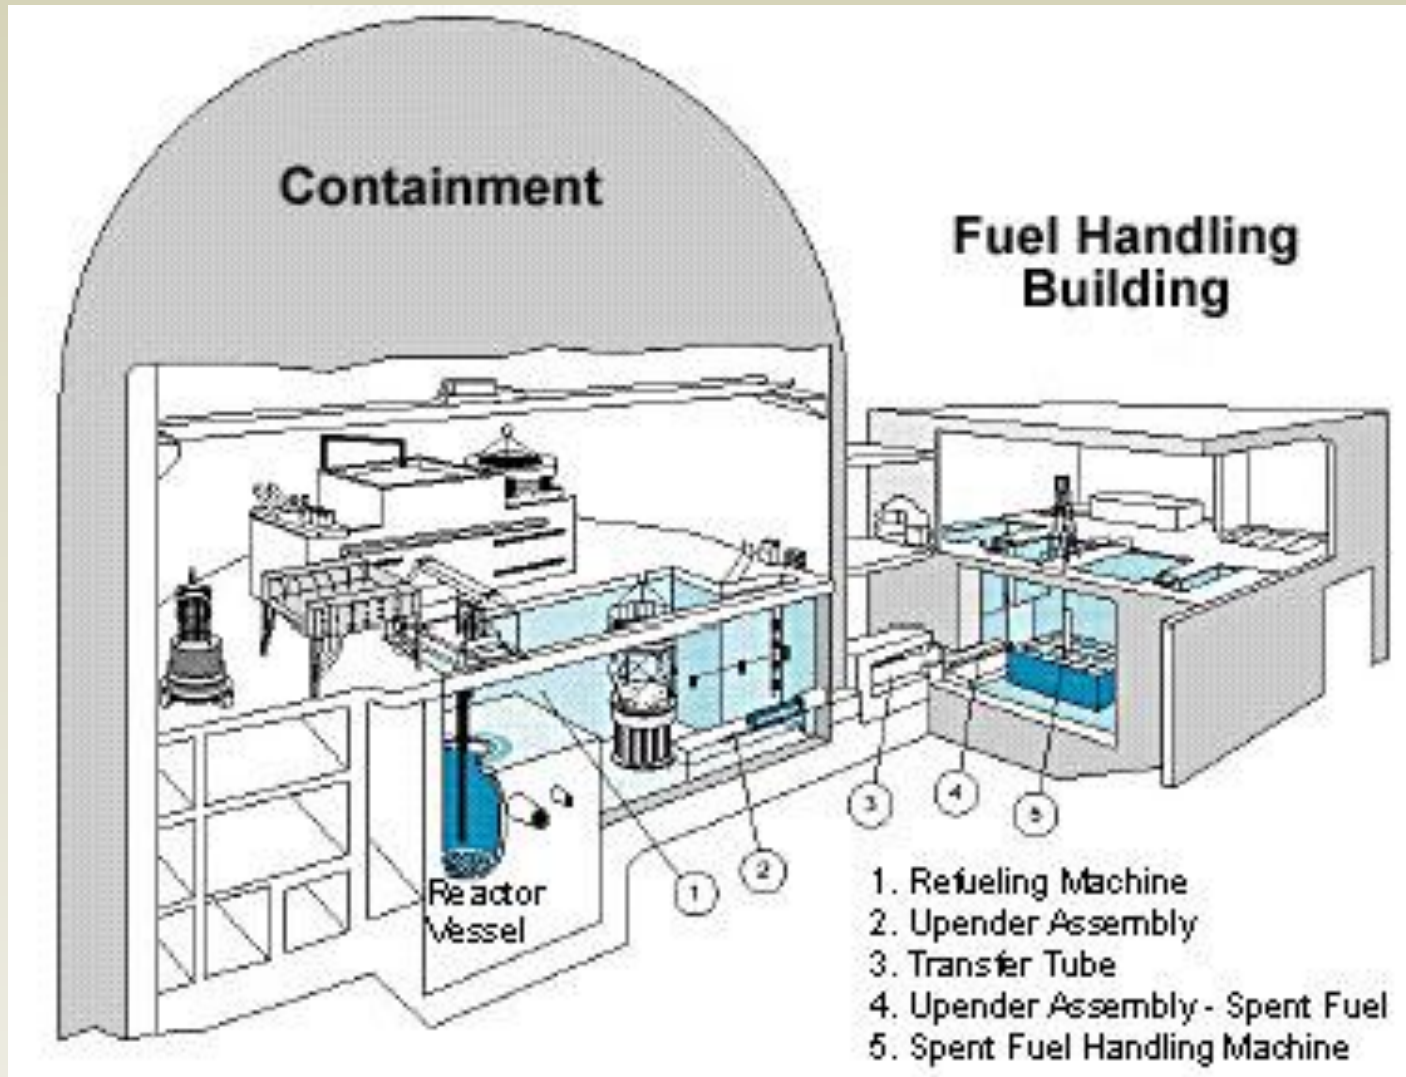 Containment
Fuel Handling
Building
Reactor
Vessel
1
2
3
4
5
1. Refueling Machine
2. Upender Assembly
3. Transfer Tube
4. Upender Assembly - Spent Fuel
5. Spent Fuel Handling Machine